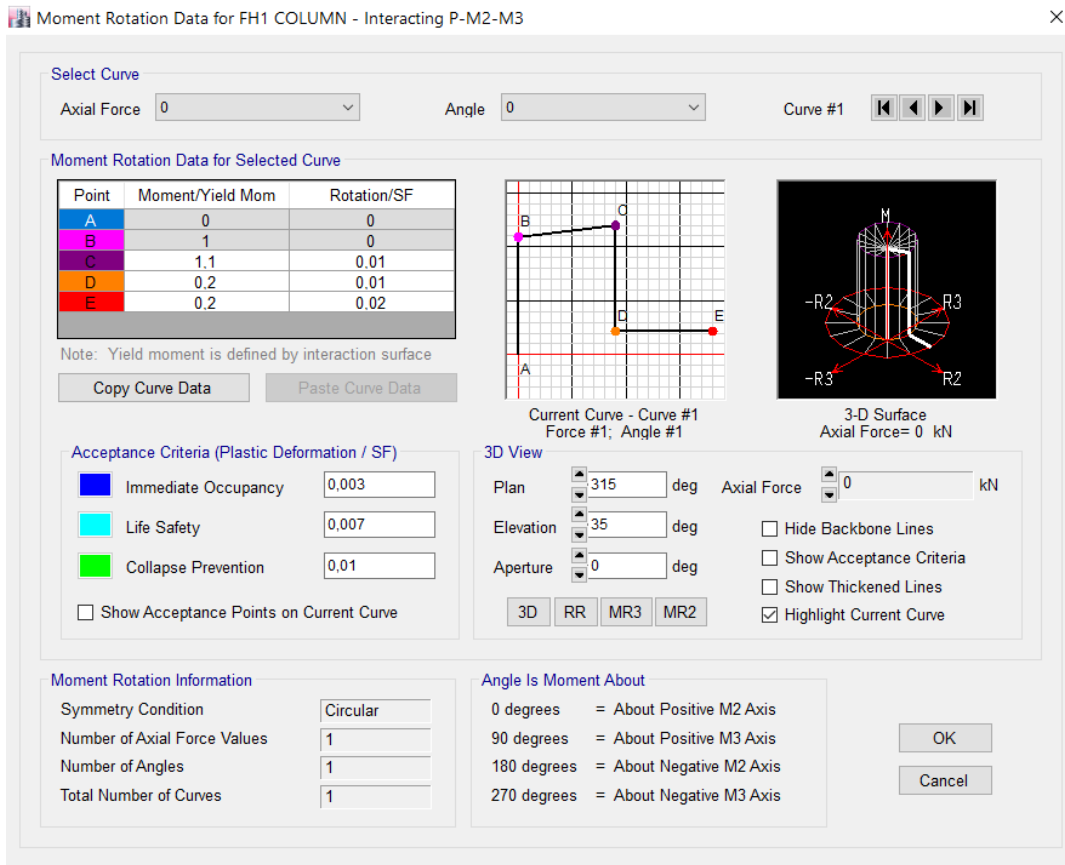 Moment Rotation Data for FH1 COLUMN - Interacting P-M2-M3
Select Curve
Axial Force 0 Angle 0 Curve #1
Moment Rotation Data for Selected Curve
Point Moment/Yield Mom Rotation/SF
A 0 0
B 1 0
C 1,1 0,01
D 0,2 0,01
E 0,2 0,02
Note: Yield moment is defined by interaction surface
Copy Curve Data Paste Curve Data
B
C
D
E
A
Current Curve - Curve #1
Force #1; Angle #1
M
-R2
R3
-R3
R2
3-D Surface
Axial Force= 0 kN
Acceptance Criteria (Plastic Deformation / SF)
Immediate Occupancy 0,003
Life Safety 0,007
Collapse Prevention 0,01
Show Acceptance Points on Current Curve
3D View
Plan 315 deg Axial Force 0 kN
Elevation 35 deg
Aperture 0 deg
Hide Backbone Lines
Show Acceptance Criteria
Show Thickened Lines
Highlight Current Curve
3D RR MR3 MR2
Moment Rotation Information
Symmetry Condition Circular
Number of Axial Force Values 1
Number of Angles 1
Total Number of Curves 1
Angle Is Moment About
0 degrees = About Positive M2 Axis
90 degrees = About Positive M3 Axis
180 degrees = About Negative M2 Axis
270 degrees = About Negative M3 Axis
OK
Cancel